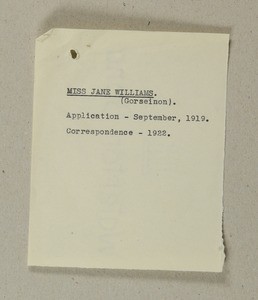 MISS JANE WILLIAMS.
(Gorseinon).
Application - September, 1919.
Correspondence - 1922.